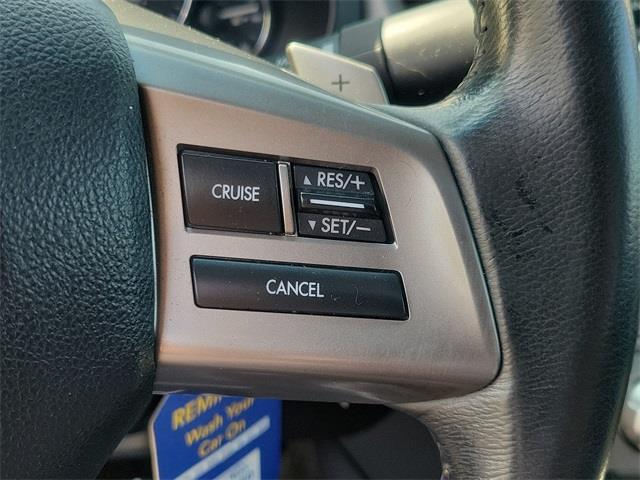 +
CRUISE
▲ RES/+
▼ SET/−
CANCEL
Wash Your
Car On